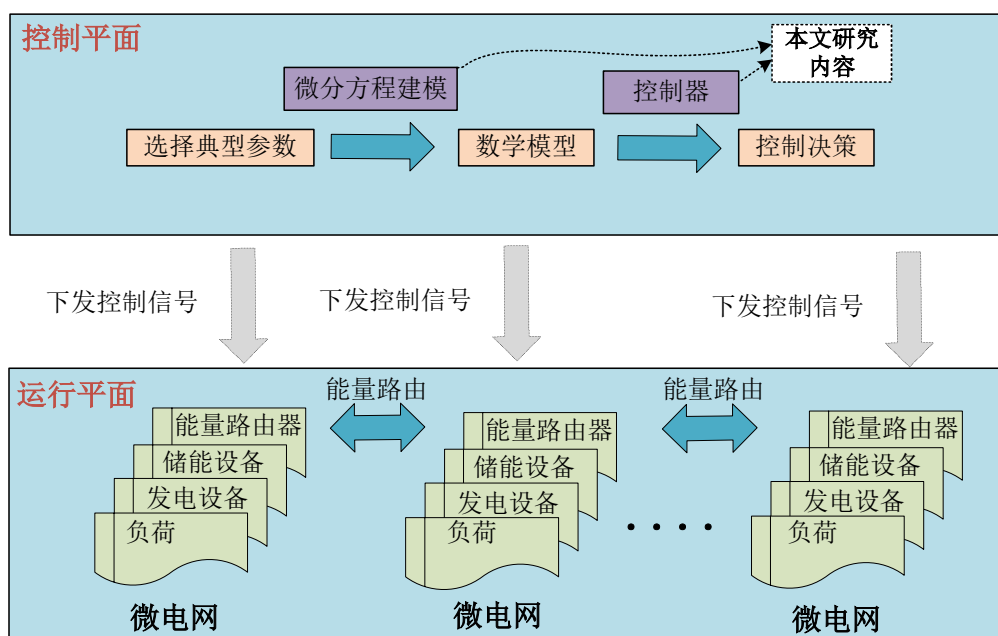 控制平面
本文研究
内容
微分方程建模
控制器
选择典型参数
数学模型
控制决策
下发控制信号
下发控制信号
下发控制信号
运行平面
能量路由
能量路由
能量路由器
储能设备
发电设备
负荷
微电网
能量路由器
储能设备
发电设备
负荷
微电网
能量路由器
储能设备
发电设备
负荷
微电网